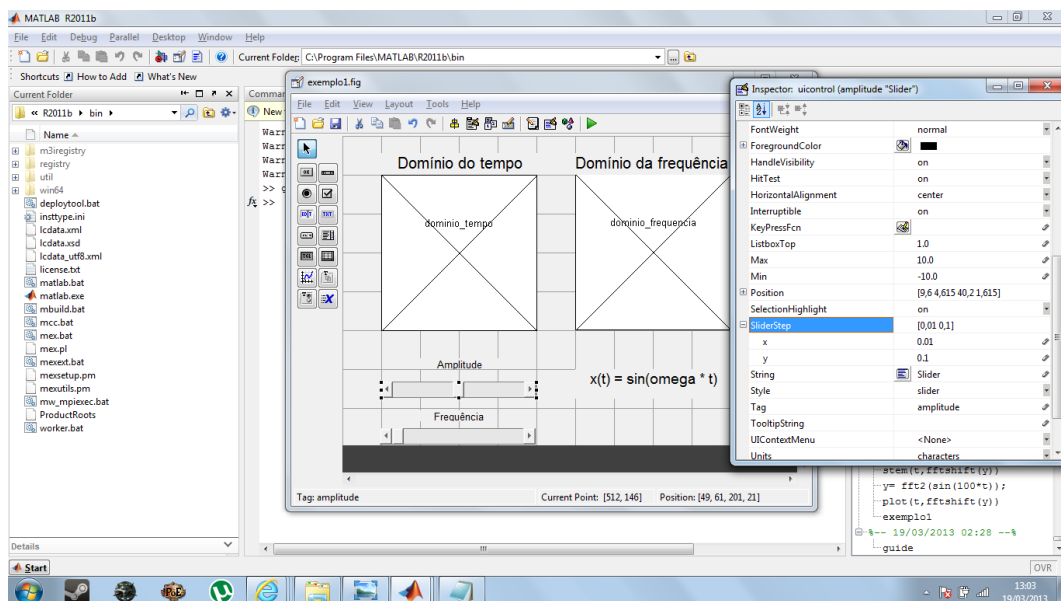 MATLAB R2011b
File Edit Debug Parallel Desktop Window Help
Current Folder: C:\Program Files\MATLAB\R2011b\bin
Shortcuts How to Add What's New
Current Folder
« R2011b ▸ bin ▸
Name
m3iregistry
registry
util
win64
deploytool.bat
insttype.ini
lcdata.xml
lcdata.xsd
lcdata_utf8.xml
license.txt
matlab.bat
matlab.exe
mbuild.bat
mcc.bat
mex.bat
mex.pl
mexext.bat
mexsetup.pm
mexutils.pm
mw_mpiexec.bat
ProductRoots
worker.bat
Details
Start
New
Warr
Warr
Warr
Warr
>> g
fx >>
exemplo1.fig
File Edit View Layout Tools Help
Domínio do tempo
Domínio da frequência
dominio_tempo
dominio_frequencia
Amplitude
x(t) = sin(omega * t)
Frequência
Tag: amplitude
Current Point: [512, 146]
Position: [49, 61, 201, 21]
Inspector: uicontrol (amplitude "Slider")
FontWeight normal
ForegroundColor
HandleVisibility on
HitTest on
HorizontalAlignment center
Interruptible on
KeyPressFcn
ListboxTop 1.0
Max 10.0
Min -10.0
Position [9,6 4,615 40,2 1,615]
SelectionHighlight on
SliderStep [0,01 0,1]
x 0.01
y 0.1
String Slider
Style slider
Tag amplitude
TooltipString
UIContextMenu <None>
Units characters
stem(t,fftshift(y))
y= fft2(sin(100*t));
plot(t,fftshift(y))
exemplo1
%-- 19/03/2013 02:28 --%
guide
OVR
PoE
13:03
19/03/2013